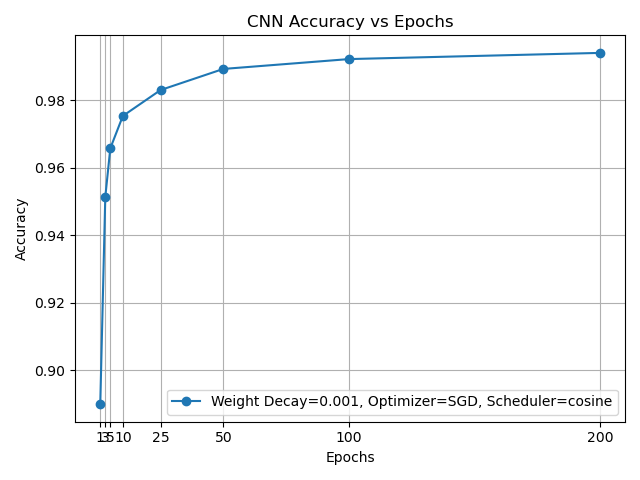 CNN Accuracy vs Epochs
0.98
0.96
0.94
0.92
0.90
Accuracy
Weight Decay=0.001, Optimizer=SGD, Scheduler=cosine
1 3 5 10 25 50 100 200
Epochs